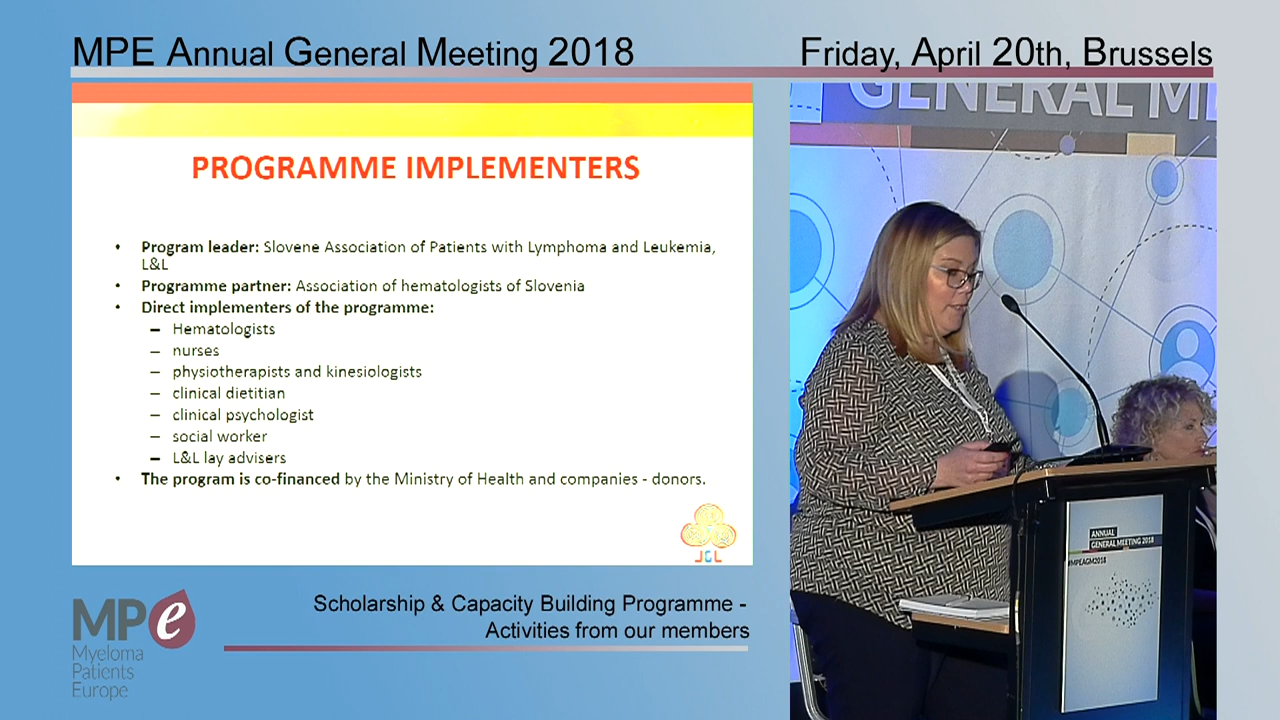 MPE Annual General Meeting 2018
Friday, April 20th, Brussels
PROGRAMME IMPLEMENTERS
• Program leader: Slovene Association of Patients with Lymphoma and Leukemia,
L&L
• Programme partner: Association of hematologists of Slovenia
• Direct implementers of the programme:
– Hematologists
– nurses
– physiotherapists and kinesiologists
– clinical dietitian
– clinical psychologist
– social worker
– L&L lay advisers
• The program is co-financed by the Ministry of Health and companies - donors.
L&L
GENERAL
ANNUAL
GENERAL MEETING 2018
#MPEAGM2018
MPe
Myeloma
Patients
Europe
Scholarship & Capacity Building Programme -
Activities from our members